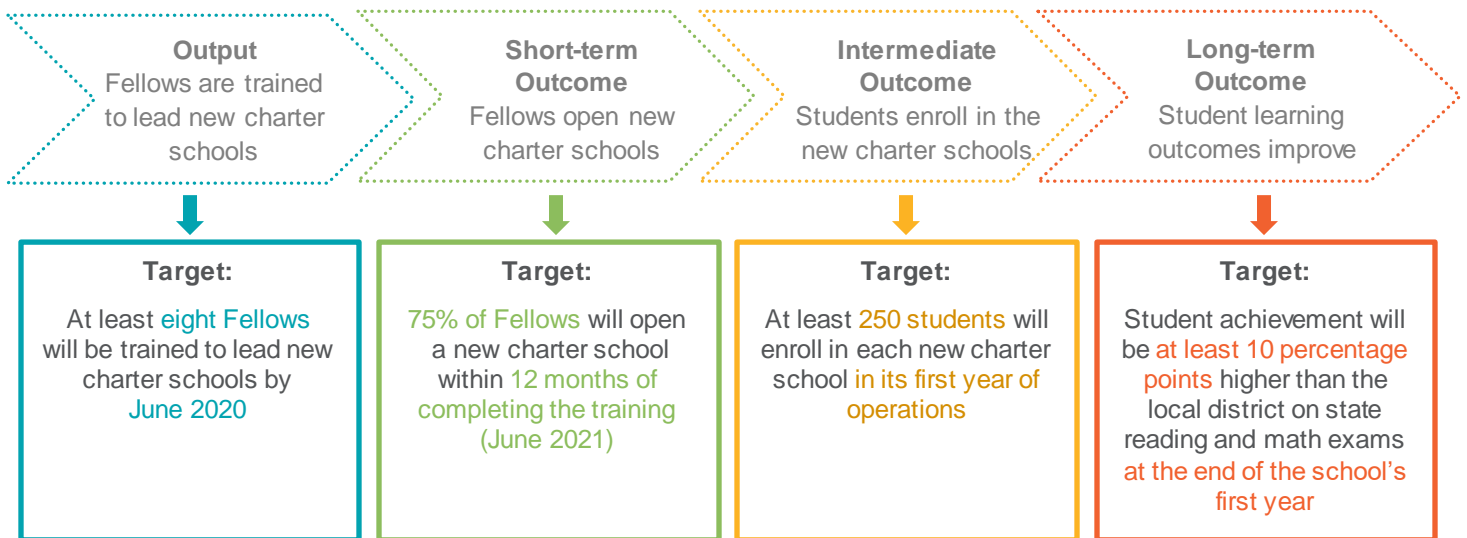 Output
Fellows are trained
to lead new charter
schools
Short-term
Outcome
Fellows open new
charter schools
Intermediate
Outcome
Students enroll in the
new charter schools
Long-term
Outcome
Student learning
outcomes improve
Target:
At least eight Fellows
will be trained to lead new
charter schools by
June 2020
Target:
75% of Fellows will open
a new charter school
within 12 months of
completing the training
(June 2021)
Target:
At least 250 students will
enroll in each new charter
school in its first year of
operations
Target:
Student achievement will
be at least 10 percentage
points higher than the
local district on state
reading and math exams
at the end of the school’s
first year